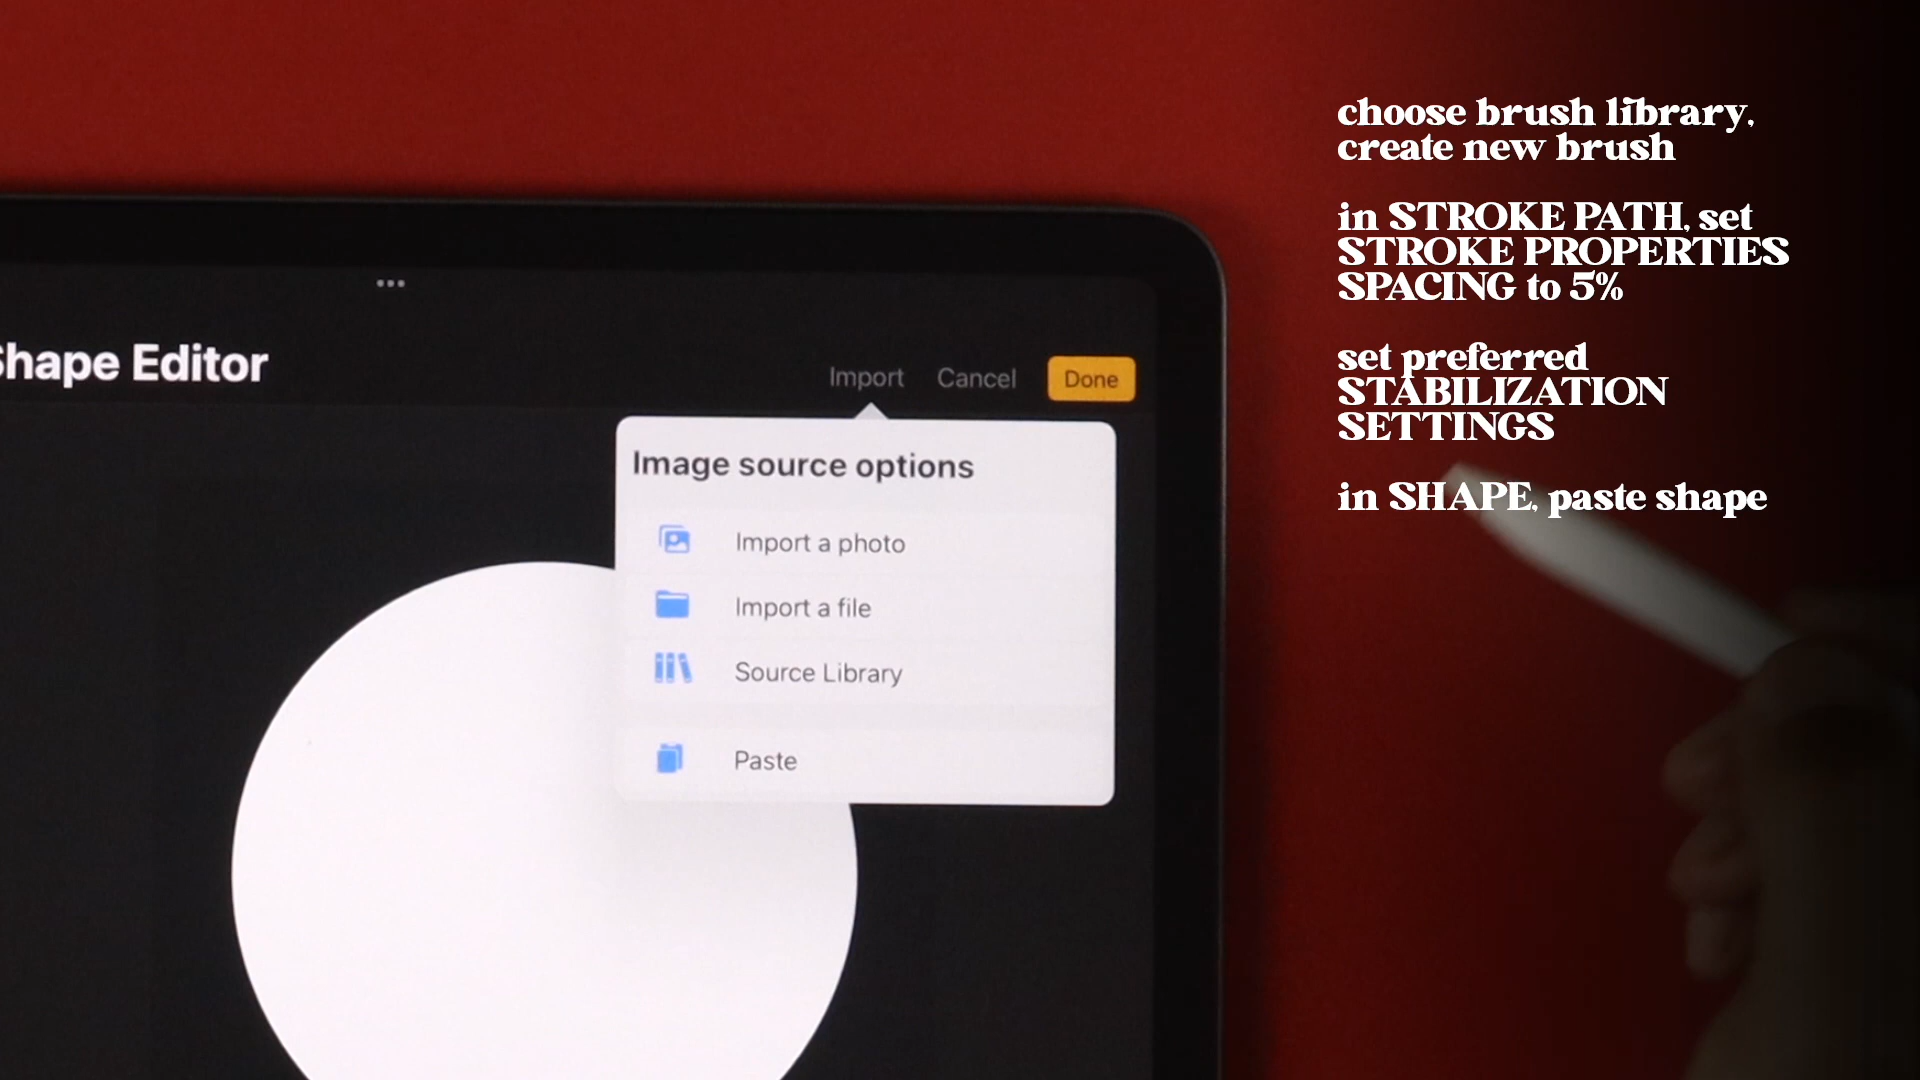 choose brush library,
create new brush
in STROKE PATH, set
STROKE PROPERTIES
SPACING to 5%
set preferred
STABILIZATION
SETTINGS
in SHAPE, paste shape
Shape Editor
Import
Cancel
Done
Image source options
Import a photo
Import a file
Source Library
Paste